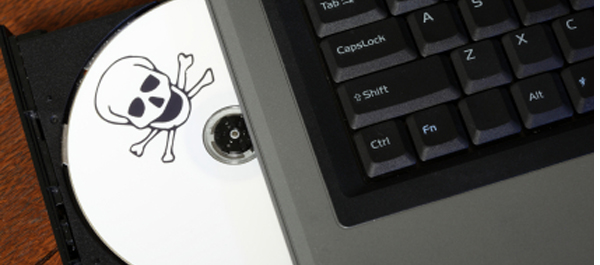 Tab
CapsLock A S
⇧Shift Z X C
Ctrl Fn Alt